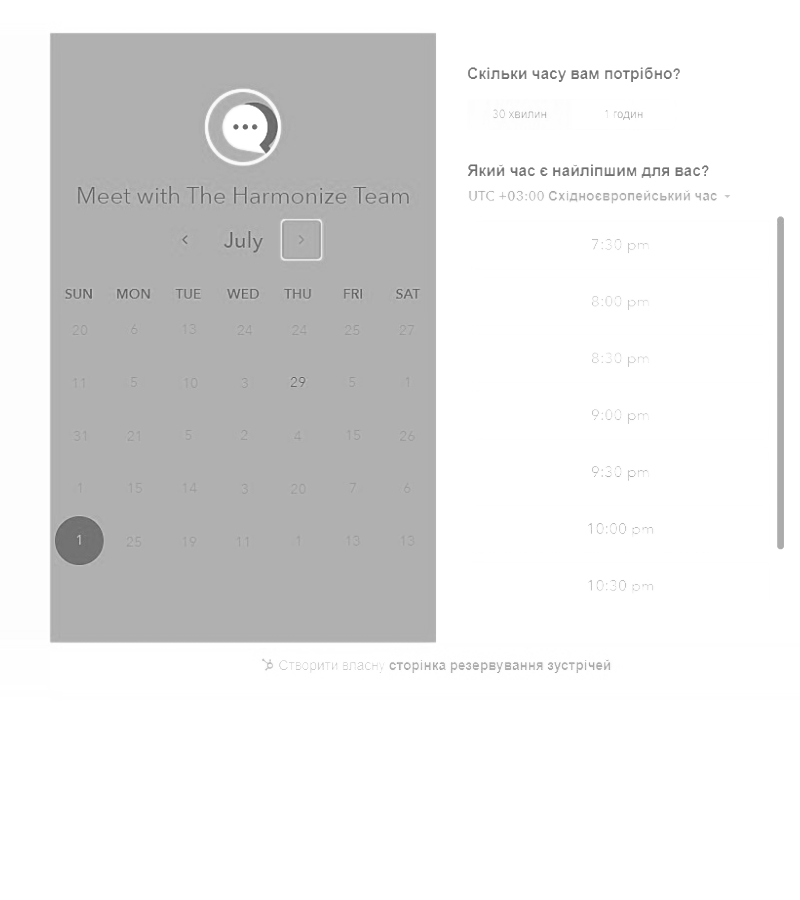 Meet with The Harmonize Team
July
SUN MON TUE WED THU FRI SAT
20 6 13 24 24 25 27
11 5 10 3 29 5 1
31 21 5 2 4 15 26
1 15 14 3 20 7 6
1 25 19 11 1 13 13
Скільки часу вам потрібно?
30 хвилин 1 годин
Який час є найліпшим для вас?
UTC +03:00 Східноєвропейський час
7:30 pm
8:00 pm
8:30 pm
9:00 pm
9:30 pm
10:00 pm
10:30 pm
Створити власну сторінка резервування зустрічей